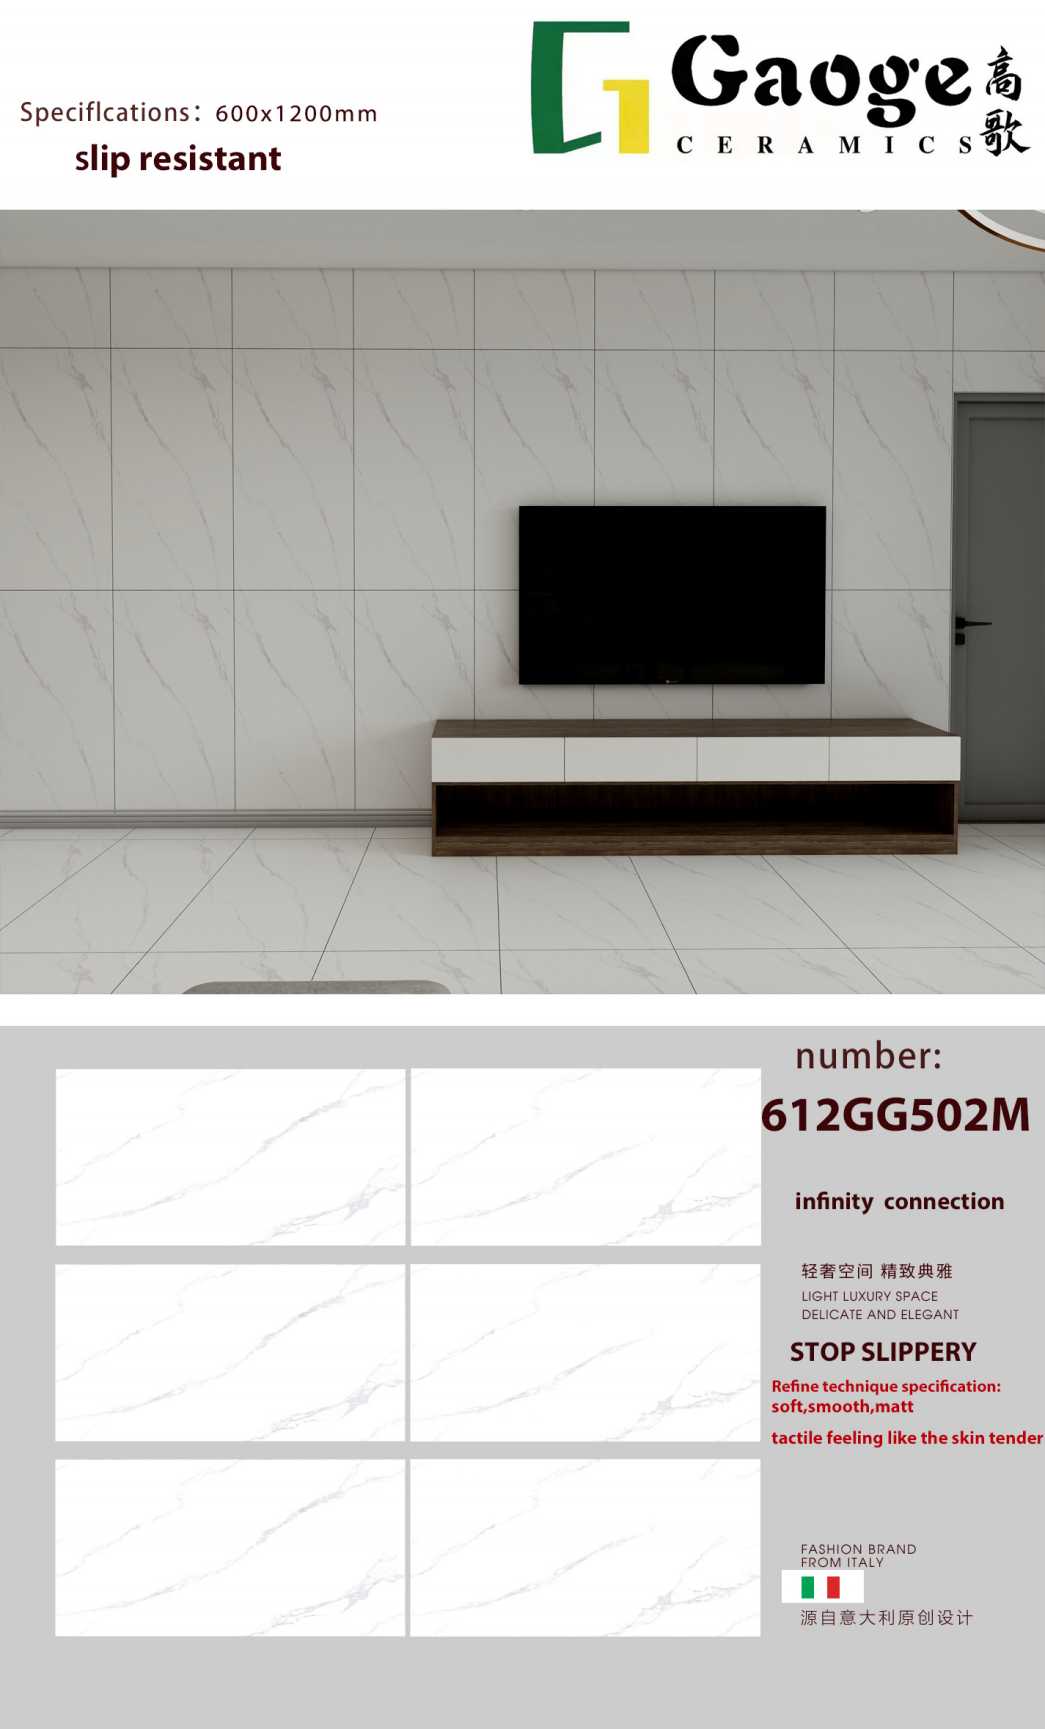 Speciflcations：600x1200mm
slip resistant
Gaoge
CERAMICS
高歌
number:
612GG502M
infinity connection
轻奢空间 精致典雅
LIGHT LUXURY SPACE
DELICATE AND ELEGANT
STOP SLIPPERY
Refine technique specification:
soft,smooth,matt
tactile feeling like the skin tender
FASHION BRAND
FROM ITALY
源自意大利原创设计